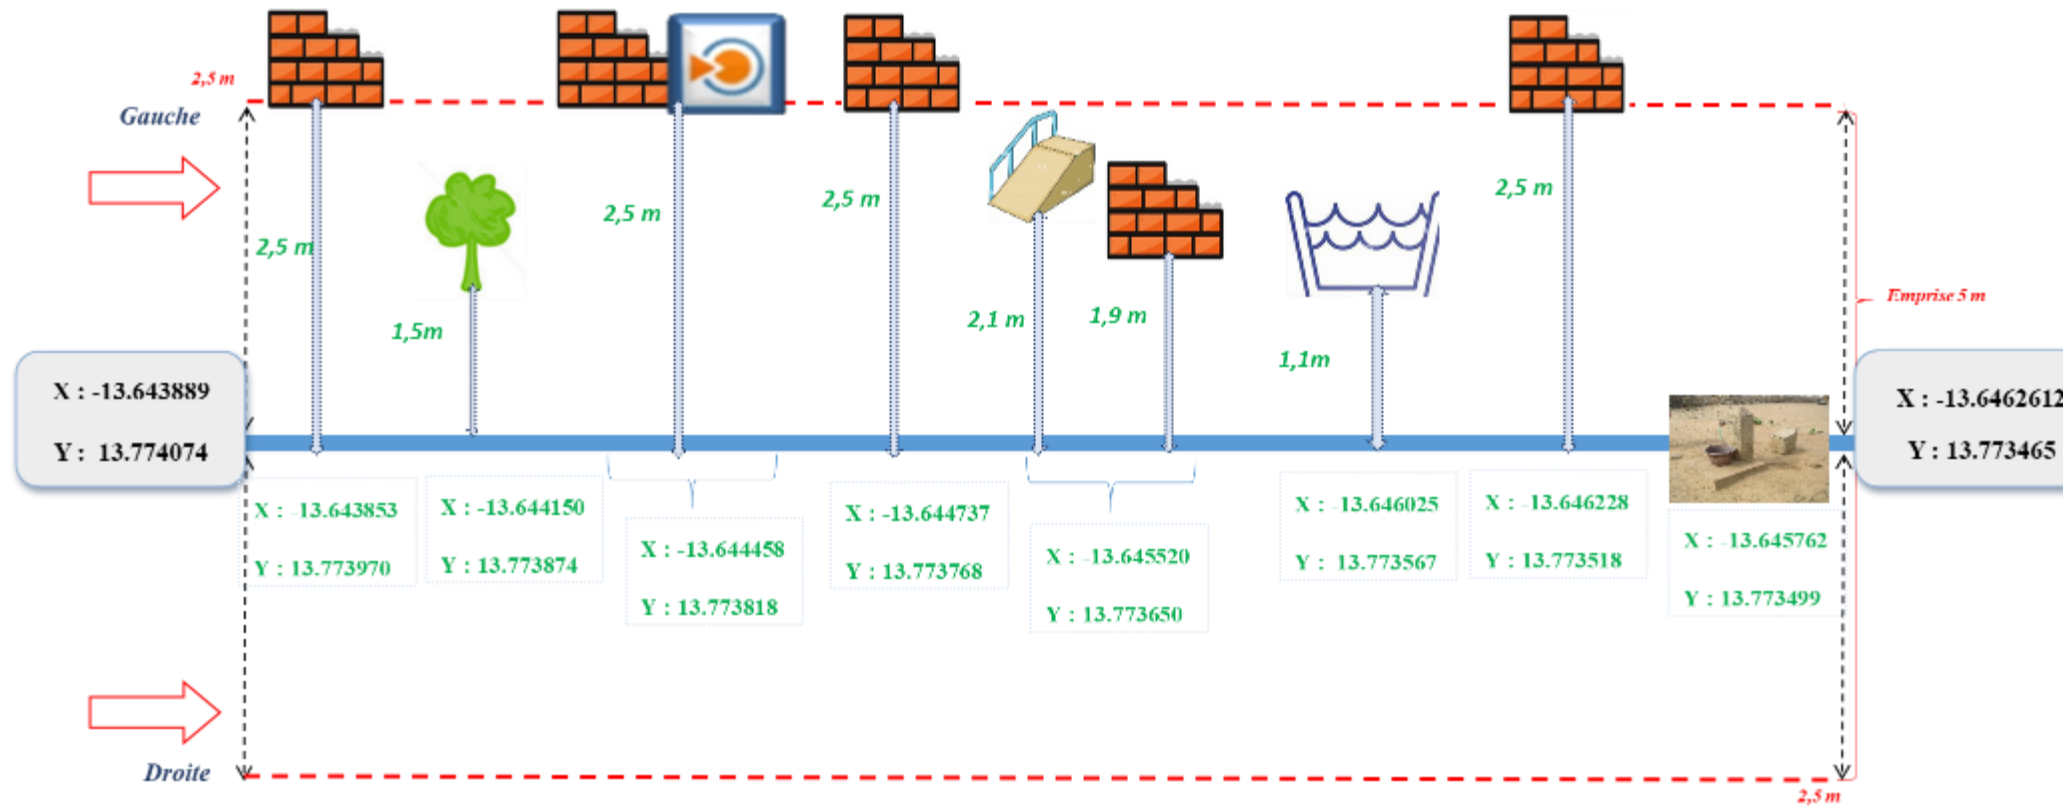 2,5 m
Gauche
2,5 m
1,5m
2,5 m
2,5 m
2,1 m
1,9 m
1,1m
2,5 m
Emprise 5 m
X : -13.643889
Y : 13.774074
X : -13.6462612
Y : 13.773465
X : -13.643853
Y : 13.773970
X : -13.644150
Y : 13.773874
X : -13.644458
Y : 13.773818
X : -13.644737
Y : 13.773768
X : -13.645520
Y : 13.773650
X : -13.646025
Y : 13.773567
X : -13.646228
Y : 13.773518
X : -13.645762
Y : 13.773499
Droite
2,5 m